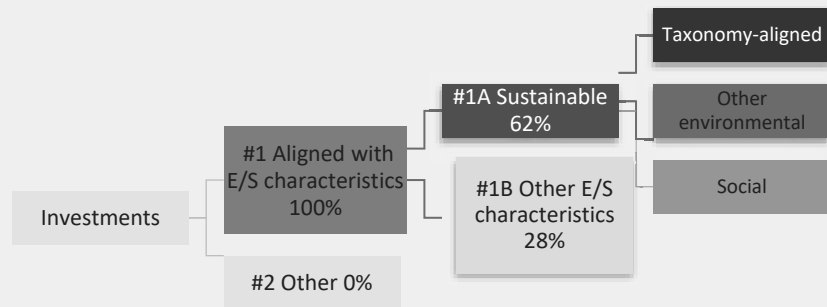 Investments
#1 Aligned with
E/S characteristics
100%
#2 Other 0%
#1A Sustainable
62%
#1B Other E/S
characteristics
28%
Taxonomy-aligned
Other
environmental
Social